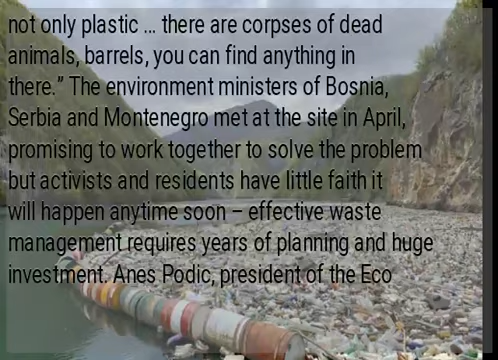 not only plastic ... there are corpses of dead
animals, barrels, you can find anything in
there.” The environment ministers of Bosnia,
Serbia and Montenegro met at the site in April,
promising to work together to solve the problem
but activists and residents have little faith it
will happen anytime soon – effective waste
management requires years of planning and huge
investment. Anes Podic, president of the Eco